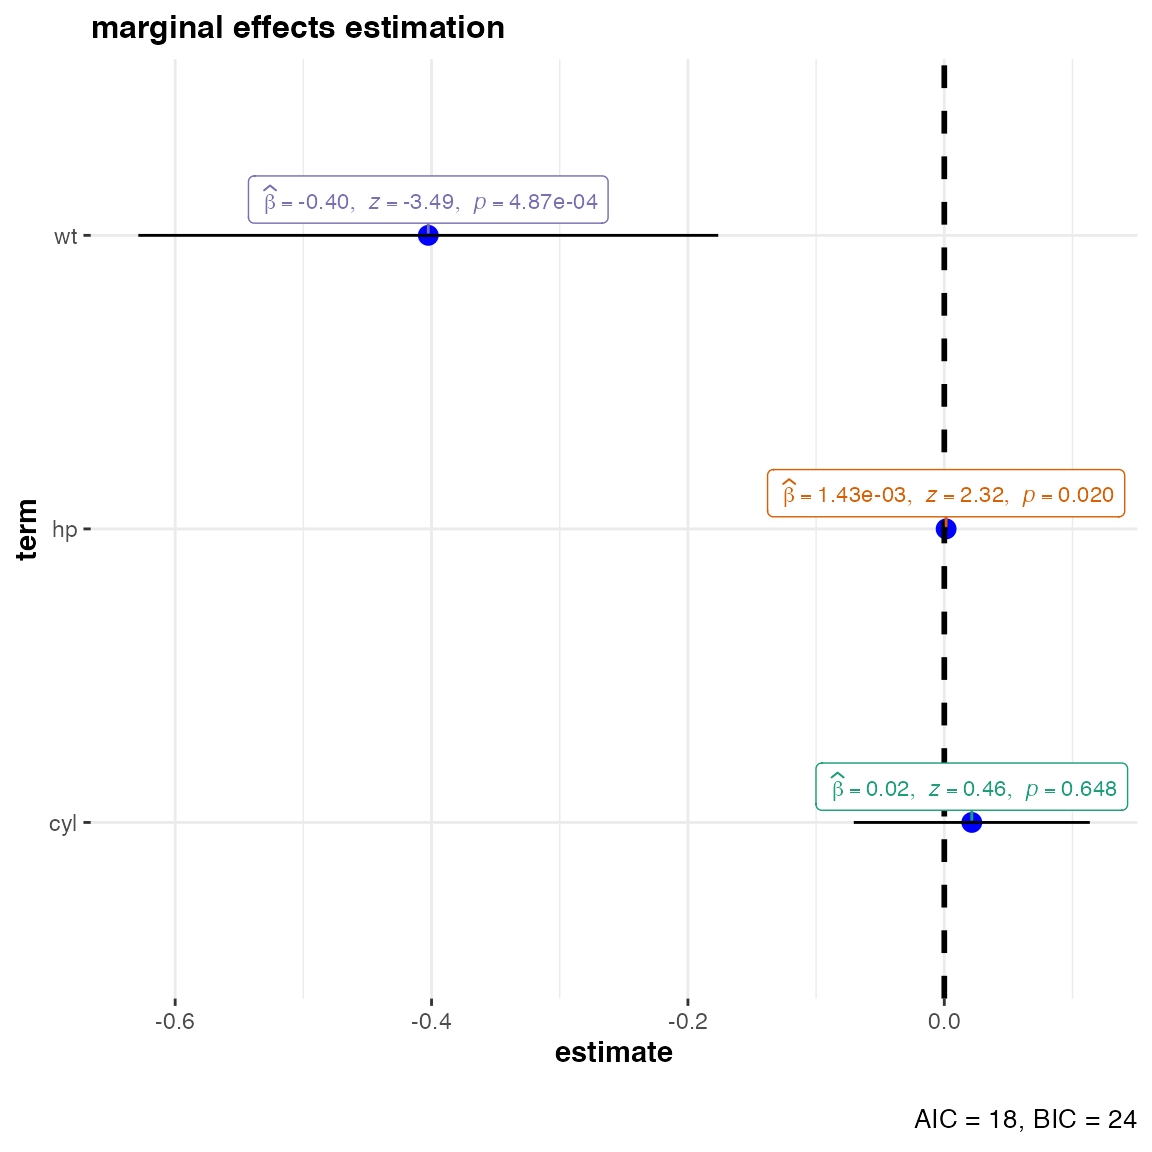 marginal effects estimation
β̂ = -0.40, z = -3.49, p = 4.87e-04
wt
β̂ = 1.43e-03, z = 2.32, p = 0.020
hp
term
β̂ = 0.02, z = 0.46, p = 0.648
cyl
-0.6 -0.4 -0.2 0.0
estimate
AIC = 18, BIC = 24